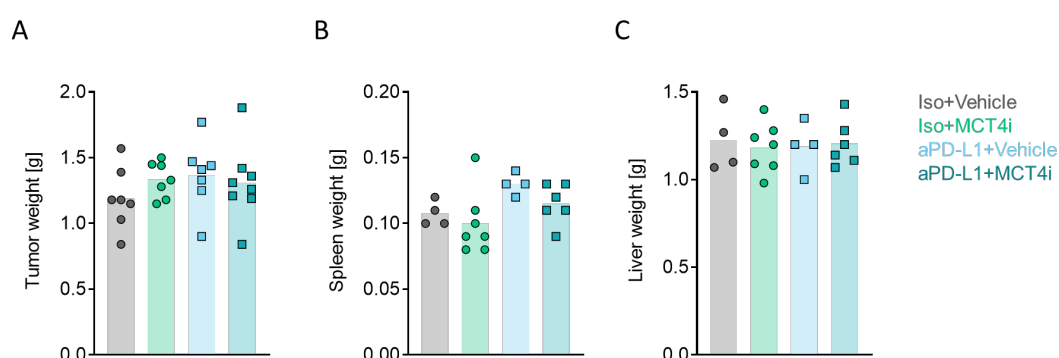 A
B
C
Tumor weight [g]
2.0
1.5
1.0
0.5
0.0
Spleen weight [g]
0.20
0.15
0.10
0.05
0.00
Liver weight [g]
1.5
1.0
0.5
0.0
Iso+Vehicle
Iso+MCT4i
aPD-L1+Vehicle
aPD-L1+MCT4i